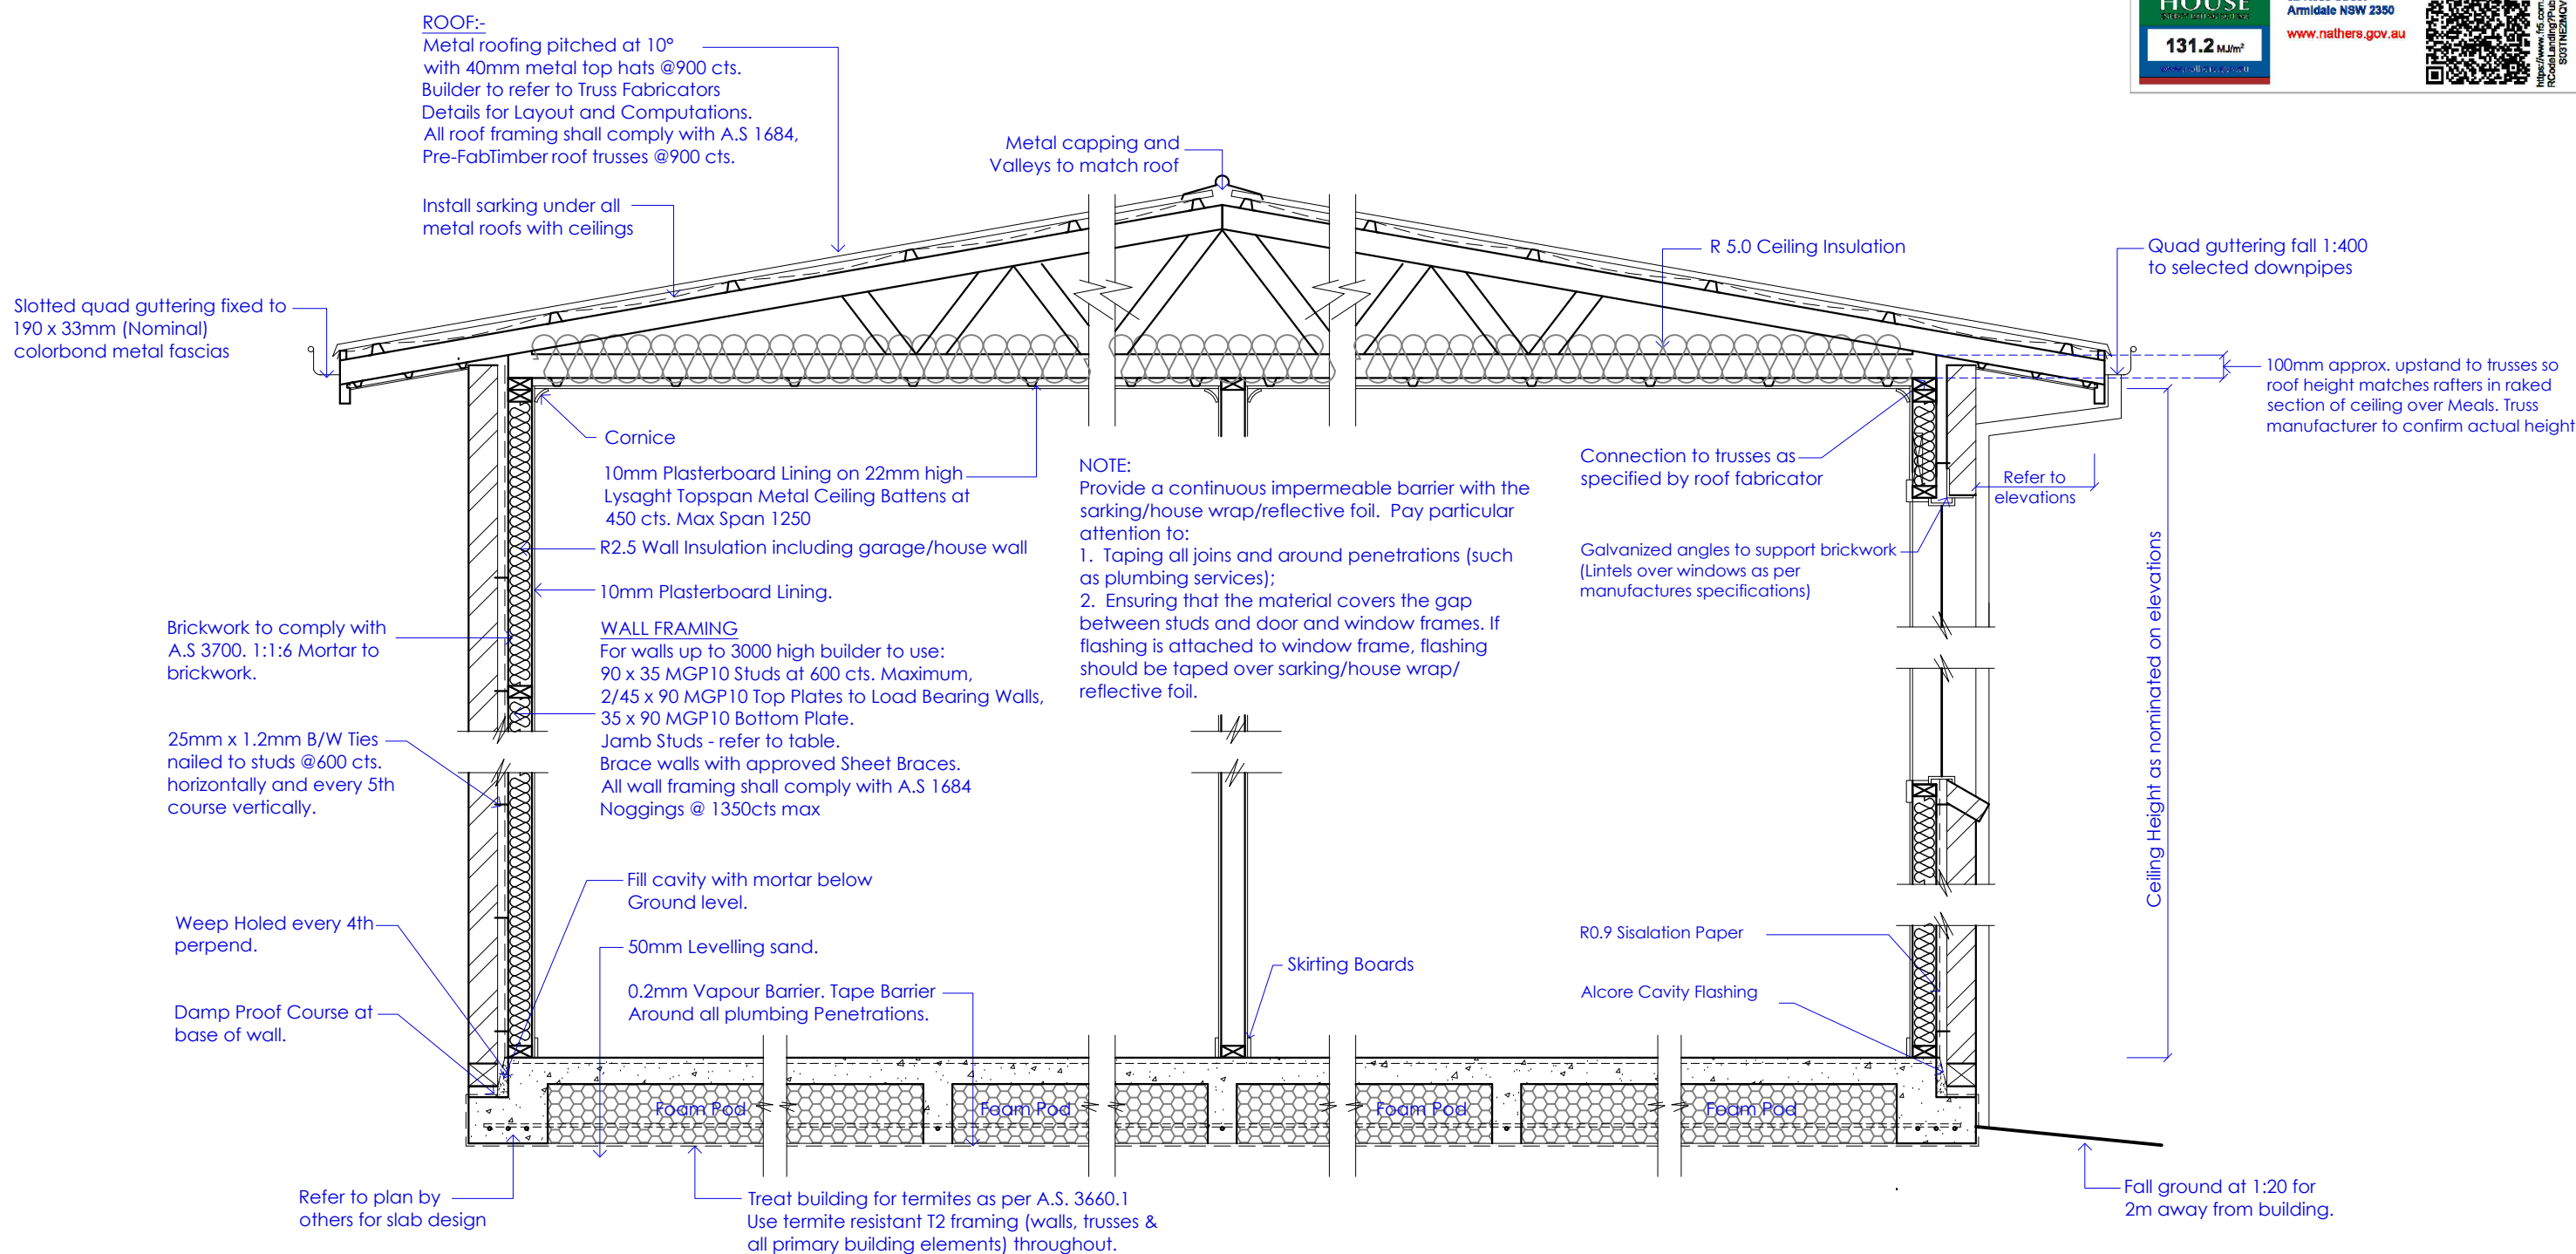 ROOF:-
Metal roofing pitched at 10°
with 40mm metal top hats @900 cts.
Builder to refer to Truss Fabricators
Details for Layout and Computations.
All roof framing shall comply with A.S 1684,
Pre-FabTimber roof trusses @900 cts.
Install sarking under all
metal roofs with ceilings
Metal capping and
Valleys to match roof
HOUSE
131.2 MJ/m²
Armidale NSW 2350
www.nathers.gov.au
R 5.0 Ceiling Insulation
Quad guttering fall 1:400
to selected downpipes
Slotted quad guttering fixed to
190 x 33mm (Nominal)
colorbond metal fascias
100mm approx. upstand to trusses so
roof height matches rafters in raked
section of ceiling over Meals. Truss
manufacturer to confirm actual height
Cornice
10mm Plasterboard Lining on 22mm high
Lysaght Topspan Metal Ceiling Battens at
450 cts. Max Span 1250
R2.5 Wall Insulation including garage/house wall
10mm Plasterboard Lining.
WALL FRAMING
For walls up to 3000 high builder to use:
90 x 35 MGP10 Studs at 600 cts. Maximum,
2/45 x 90 MGP10 Top Plates to Load Bearing Walls,
35 x 90 MGP10 Bottom Plate.
Jamb Studs - refer to table.
Brace walls with approved Sheet Braces.
All wall framing shall comply with A.S 1684
Noggings @ 1350cts max
NOTE:
Provide a continuous impermeable barrier with the
sarking/house wrap/reflective foil.  Pay particular
attention to:
1.  Taping all joins and around penetrations (such
as plumbing services);
2.  Ensuring that the material covers the gap
between studs and door and window frames. If
flashing is attached to window frame, flashing
should be taped over sarking/house wrap/
reflective foil.
Connection to trusses as
specified by roof fabricator
Galvanized angles to support brickwork
(Lintels over windows as per
manufactures specifications)
Refer to
elevations
Ceiling Height as nominated on elevations
Brickwork to comply with
A.S 3700. 1:1:6 Mortar to
brickwork.
25mm x 1.2mm B/W Ties
nailed to studs @600 cts.
horizontally and every 5th
course vertically.
Weep Holed every 4th
perpend.
Damp Proof Course at
base of wall.
Fill cavity with mortar below
Ground level.
50mm Levelling sand.
0.2mm Vapour Barrier. Tape Barrier
Around all plumbing Penetrations.
Skirting Boards
R0.9 Sisalation Paper
Alcore Cavity Flashing
Foam Pod
Foam Pod
Foam Pod
Foam Pod
Refer to plan by
others for slab design
Treat building for termites as per A.S. 3660.1
Use termite resistant T2 framing (walls, trusses &
all primary building elements) throughout.
Fall ground at 1:20 for
2m away from building.